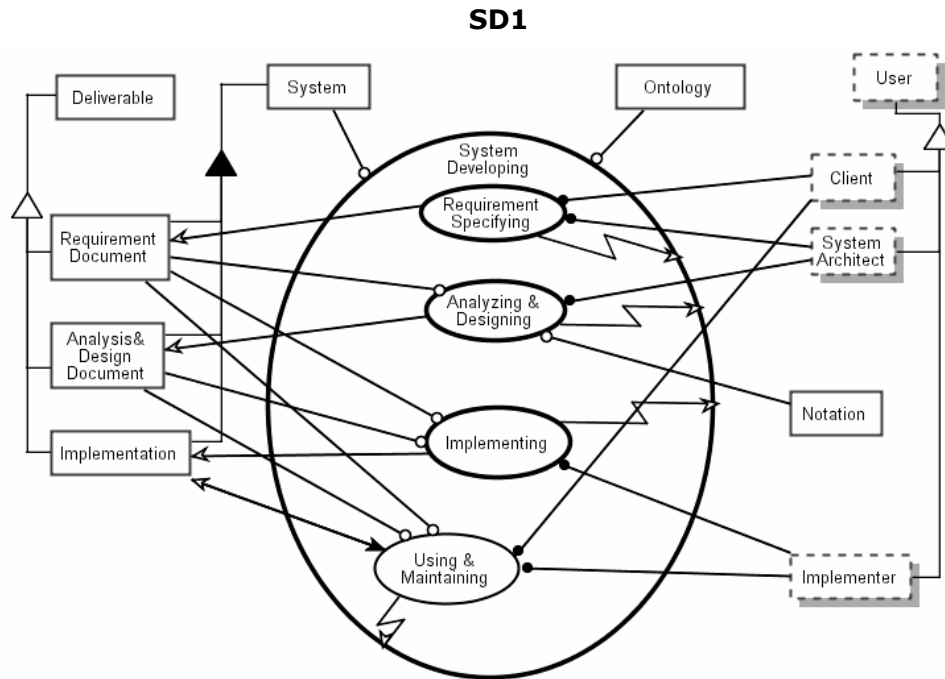 SD1
Deliverable
System
Ontology
User
System
Developing
Requirement
Specifying
Client
Requirement
Document
System
Architect
Analyzing &
Designing
Analysis&
Design
Document
Notation
Implementation
Implementing
Using &
Maintaining
Implementer